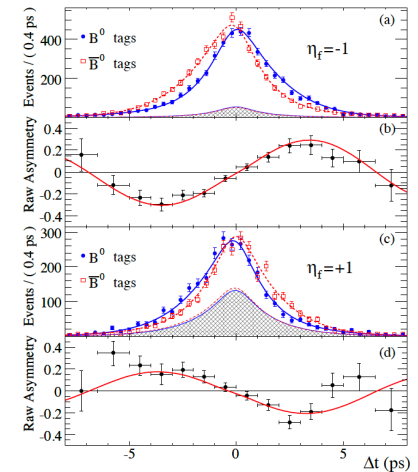 Events / ( 0.4 ps )
400
200
B⁰ tags
B̅⁰ tags
(a)
η_f=-1
Raw Asymmetry
0.4
0.2
0
-0.2
-0.4
(b)
Events / ( 0.4 ps )
300
200
100
0
B⁰ tags
B̅⁰ tags
(c)
η_f=+1
Raw Asymmetry
0.4
0.2
0
-0.2
-0.4
(d)
-5 0 5
Δt (ps)